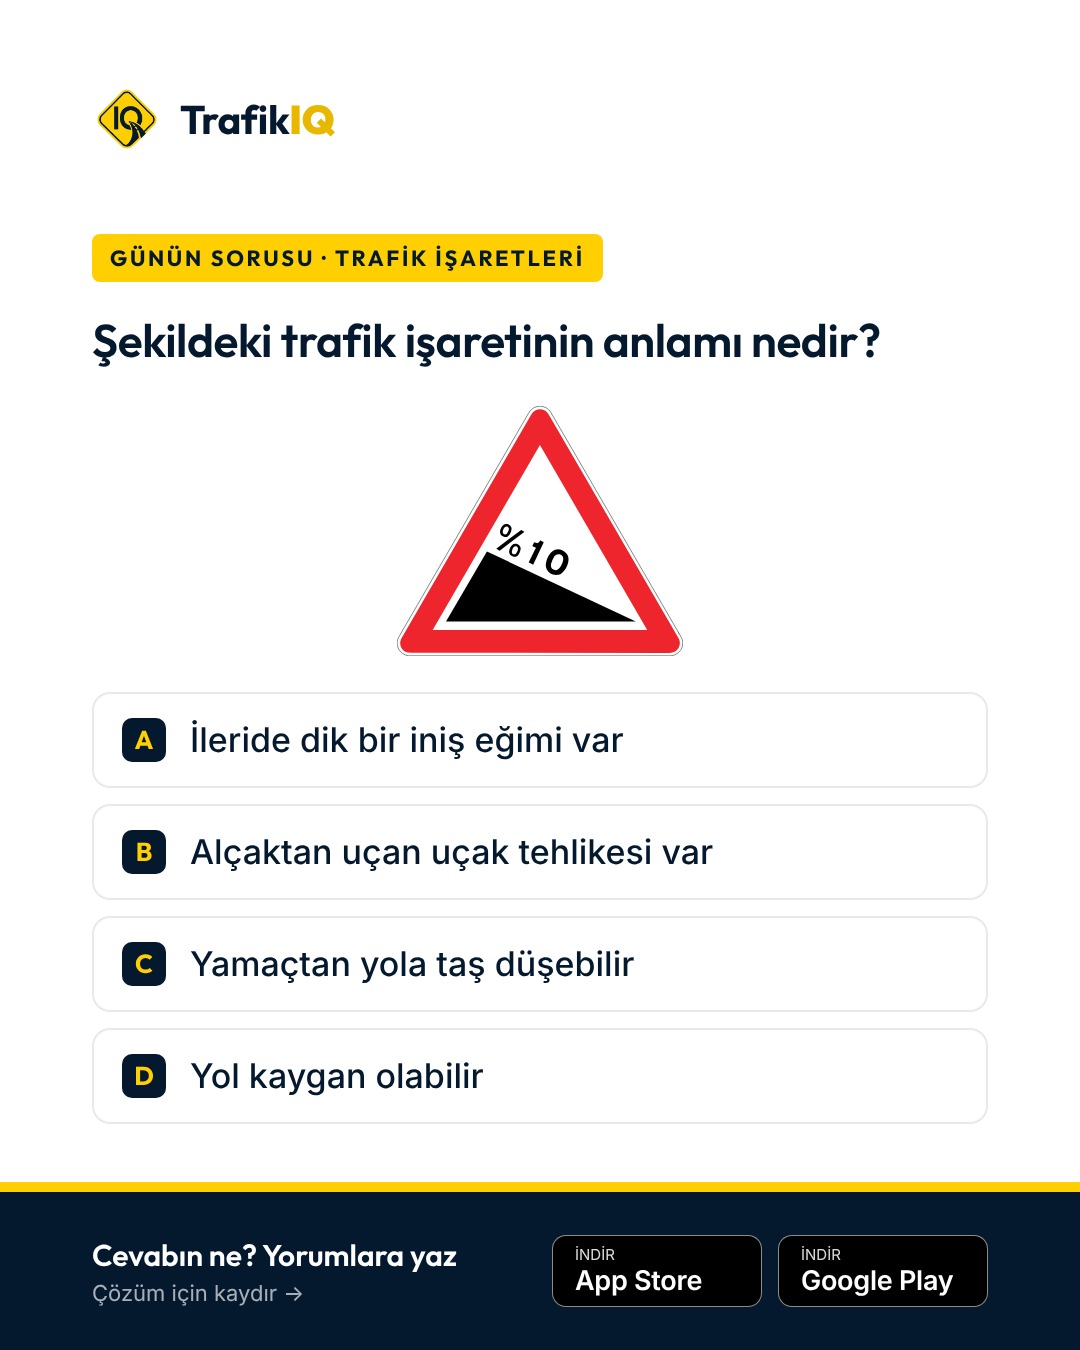 IQ
TrafikIQ
GÜNÜN SORUSU · TRAFİK İŞARETLERİ
Şekildeki trafik işaretinin anlamı nedir?
%10
A İleride dik bir iniş eğimi var
B Alçaktan uçan uçak tehlikesi var
C Yamaçtan yola taş düşebilir
D Yol kaygan olabilir
Cevabın ne? Yorumlara yaz
Çözüm için kaydır →
İNDİR
App Store
İNDİR
Google Play